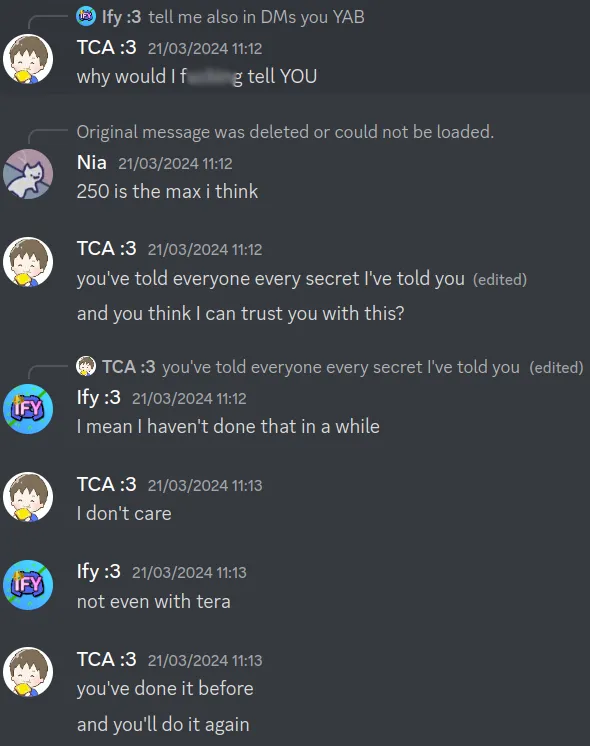 Ify :3 tell me also in DMs you YAB
TCA :3 21/03/2024 11:12
why would I tell YOU
Original message was deleted or could not be loaded.
Nia 21/03/2024 11:12
250 is the max i think
TCA :3 21/03/2024 11:12
you've told everyone every secret I've told you (edited)
and you think I can trust you with this?
TCA :3 you've told everyone every secret I've told you (edited)
IFY
Ify :3 21/03/2024 11:12
I mean I haven't done that in a while
TCA :3 21/03/2024 11:13
I don't care
IFY
Ify :3 21/03/2024 11:13
not even with tera
TCA :3 21/03/2024 11:13
you've done it before
and you'll do it again